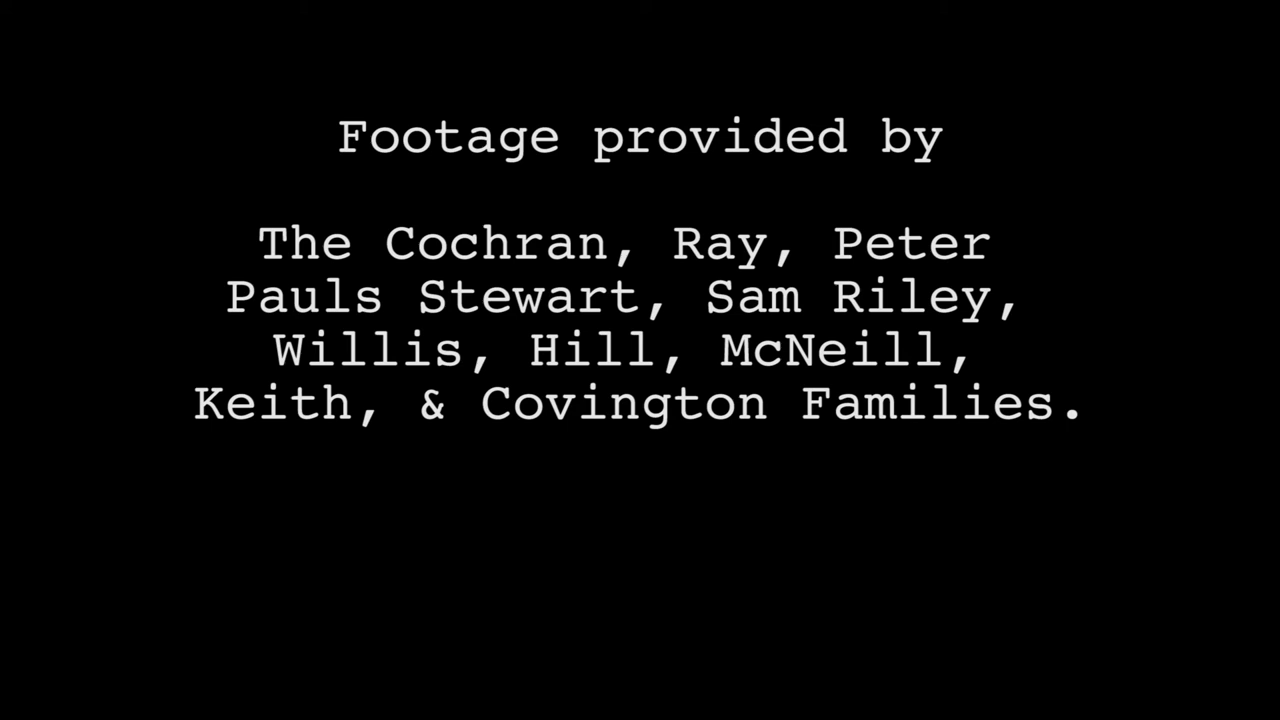 Footage provided by
The Cochran, Ray, Peter
Pauls Stewart, Sam Riley,
Willis, Hill, McNeill,
Keith, & Covington Families.